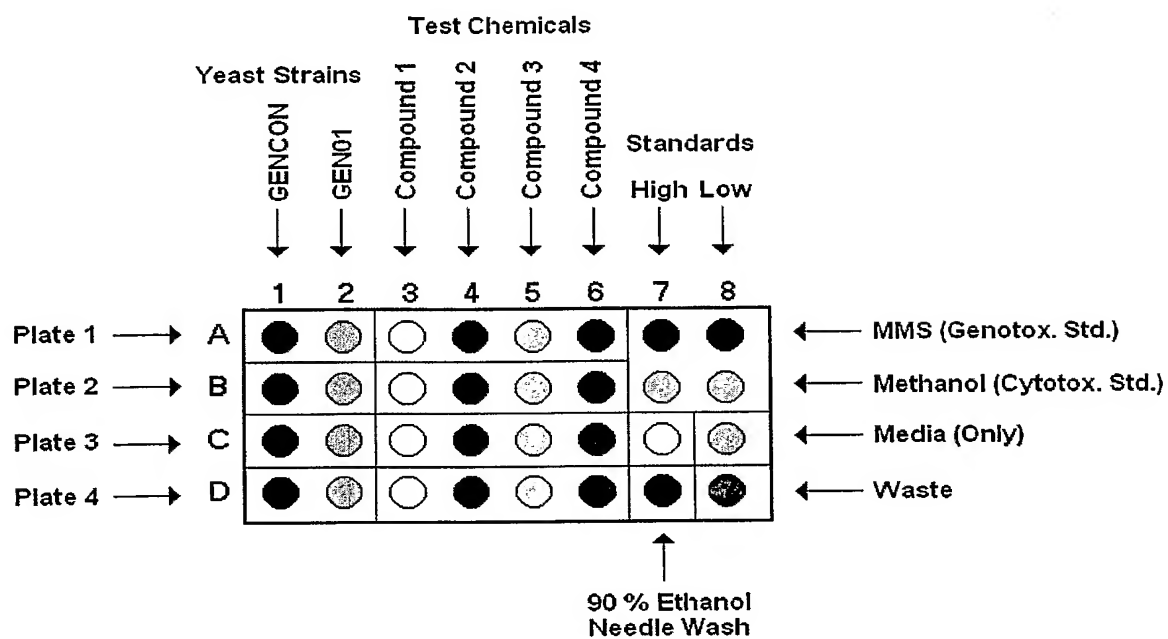 Test Chemicals
Yeast Strains
GENCON
GEN01
Compound 1
Compound 2
Compound 3
Compound 4
Standards
High Low
1 2 3 4 5 6 7 8
Plate 1 A MMS (Genotox. Std.)
Plate 2 B Methanol (Cytotox. Std.)
Plate 3 C Media (Only)
Plate 4 D Waste
90 % Ethanol
Needle Wash